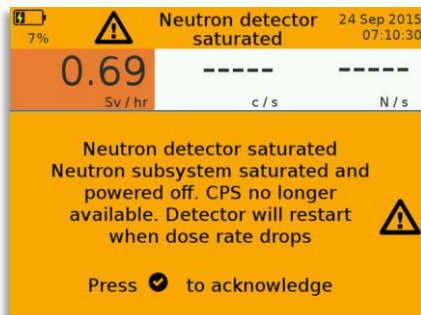 7%
Neutron detector
saturated
24 Sep 2015
07:10:30
0.69
Sv / hr
-----
c / s
-----
N / s
Neutron detector saturated
Neutron subsystem saturated and
powered off. CPS no longer
available. Detector will restart
when dose rate drops
Press to acknowledge